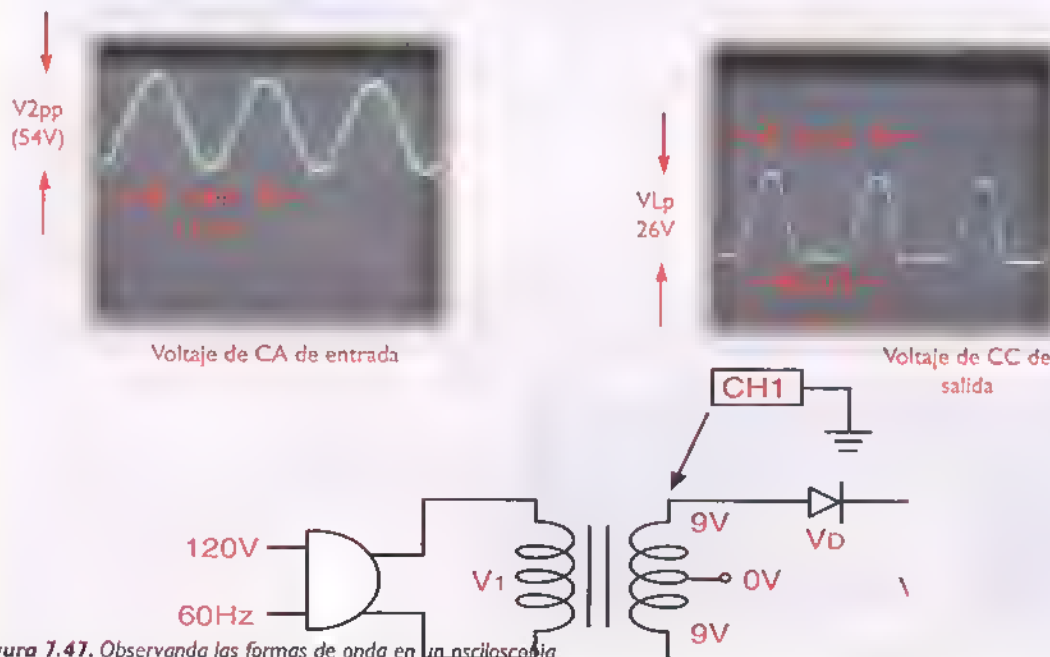 V2pp
(54V)
Voltaje de CA de entrada
VLp
26V
Voltaje de CC de
salida
CH1
120V
60Hz
V1
9V
0V
9V
VD
ura 7.47. Observando las formas de onda en un osciloscopio